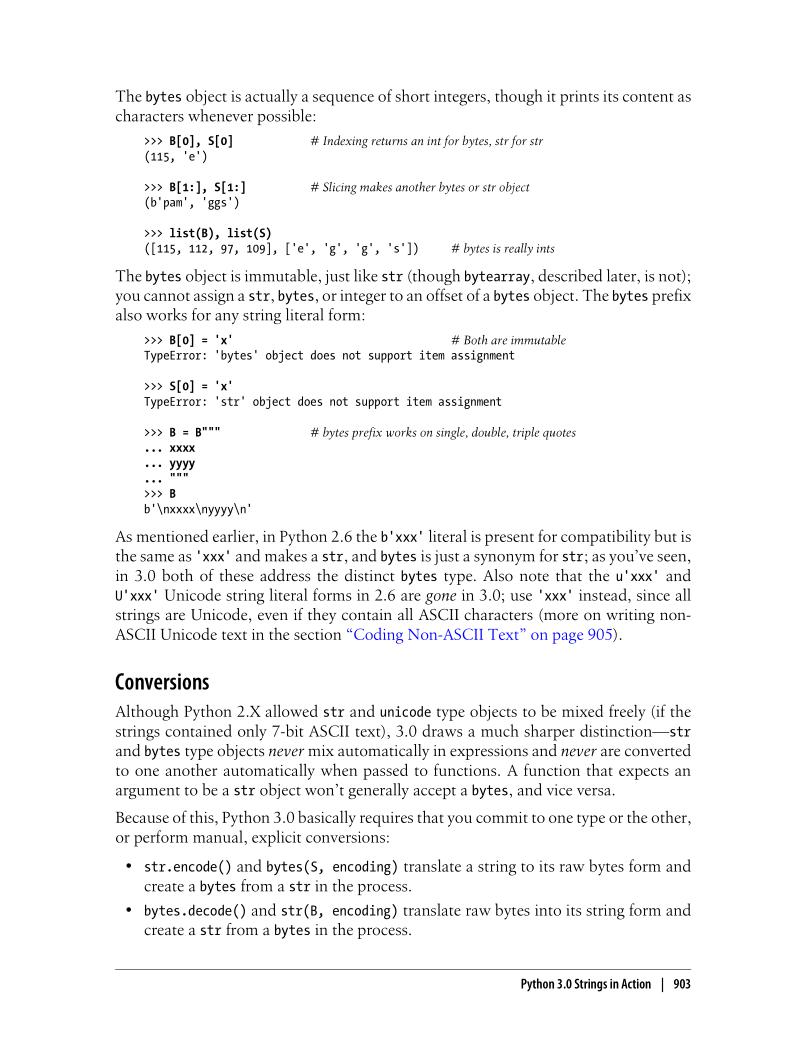 The bytes object is actually a sequence of short integers, though it prints its content as
characters whenever possible:
>>> B[0], S[0] # Indexing returns an int for bytes, str for str
(115, 'e')
>>> B[1:], S[1:] # Slicing makes another bytes or str object
(b'pam', 'ggs')
>>> list(B), list(S)
([115, 112, 97, 109], ['e', 'g', 'g', 's']) # bytes is really ints
The bytes object is immutable, just like str (though bytearray, described later, is not);
you cannot assign a str, bytes, or integer to an offset of a bytes object. The bytes prefix
also works for any string literal form:
>>> B[0] = 'x' # Both are immutable
TypeError: 'bytes' object does not support item assignment
>>> S[0] = 'x'
TypeError: 'str' object does not support item assignment
>>> B = B""" # bytes prefix works on single, double, triple quotes
... xxxx
... yyyy
... """
>>> B
b'\nxxxx\nyyyy\n'
As mentioned earlier, in Python 2.6 the b'xxx' literal is present for compatibility but is
the same as 'xxx' and makes a str, and bytes is just a synonym for str; as you've seen,
in 3.0 both of these address the distinct bytes type. Also note that the u'xxx' and
U'xxx' Unicode string literal forms in 2.6 are gone in 3.0; use 'xxx' instead, since all
strings are Unicode, even if they contain all ASCII characters (more on writing non-
ASCII Unicode text in the section “Coding Non-ASCII Text” on page 905).
Conversions
Although Python 2.X allowed str and unicode type objects to be mixed freely (if the
strings contained only 7-bit ASCII text), 3.0 draws a much sharper distinction—str
and bytes type objects never mix automatically in expressions and never are converted
to one another automatically when passed to functions. A function that expects an
argument to be a str object won't generally accept a bytes, and vice versa.
Because of this, Python 3.0 basically requires that you commit to one type or the other,
or perform manual, explicit conversions:
• str.encode() and bytes(S, encoding) translate a string to its raw bytes form and
create a bytes from a str in the process.
• bytes.decode() and str(B, encoding) translate raw bytes into its string form and
create a str from a bytes in the process.
Python 3.0 Strings in Action | 903